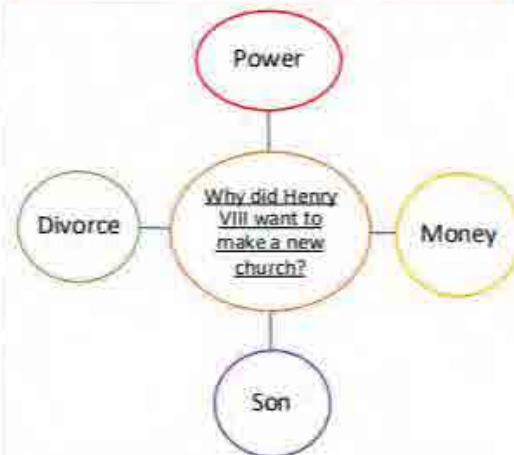 Power
Divorce
Why did Henry
VIII want to
make a new
church?
Money
Son